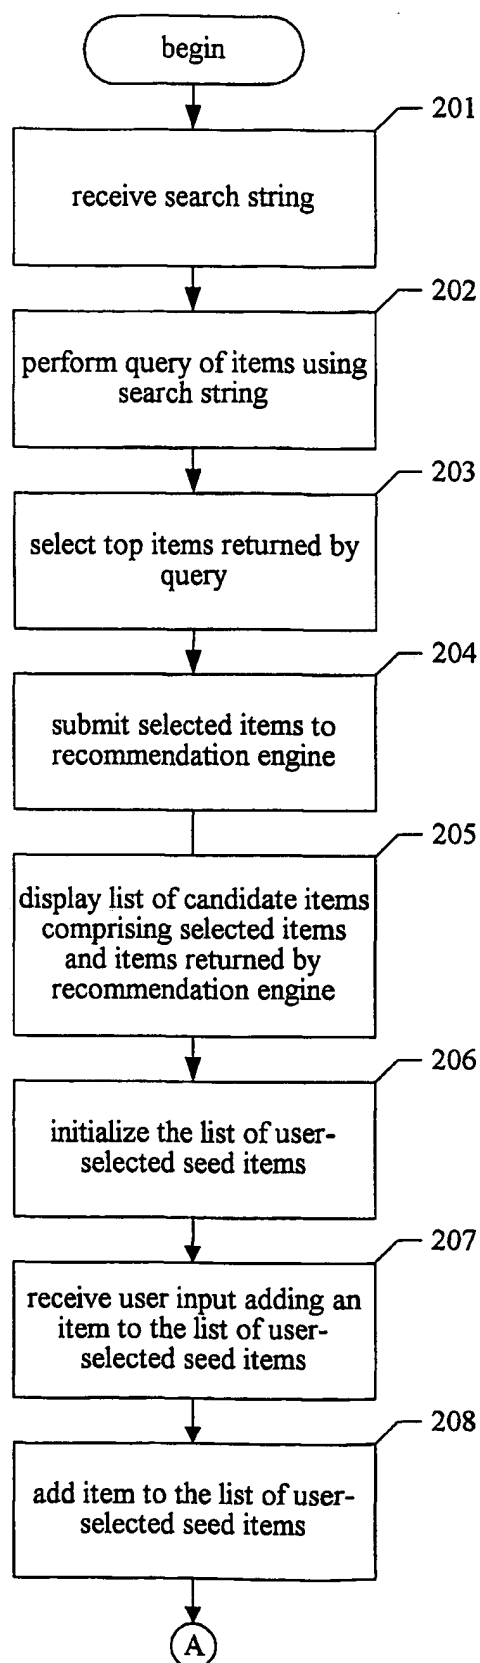 begin
201
receive search string
202
perform query of items using
search string
203
select top items returned by
query
204
submit selected items to
recommendation engine
205
display list of candidate items
comprising selected items
and items returned by
recommendation engine
206
initialize the list of user-
selected seed items
207
receive user input adding an
item to the list of user-
selected seed items
208
add item to the list of user-
selected seed items
A